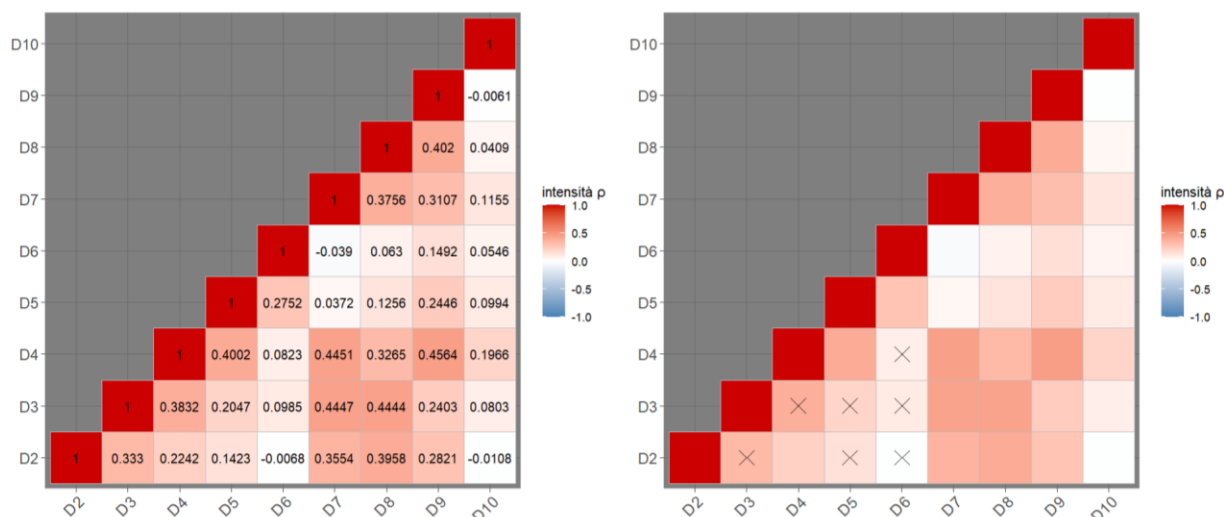 D10 1
D9 1 -0.0061
D8 1 0.402 0.0409
D7 1 0.3756 0.3107 0.1155
D6 1 -0.039 0.063 0.1492 0.0546
D5 1 0.2752 0.0372 0.1256 0.2446 0.0994
D4 1 0.4002 0.0823 0.4451 0.3265 0.4564 0.1966
D3 1 0.3832 0.2047 0.0985 0.4447 0.4444 0.2403 0.0803
D2 1 0.333 0.2242 0.1423 -0.0068 0.3554 0.3958 0.2821 -0.0108
D2 D3 D4 D5 D6 D7 D8 D9 D10
intensità ρ
1.0
0.5
0.0
-0.5
-1.0
D10
D9
D8
D7
D6
D5
D4
D3
D2
D2 D3 D4 D5 D6 D7 D8 D9 D10
intensità ρ
1.0
0.5
0.0
-0.5
-1.0